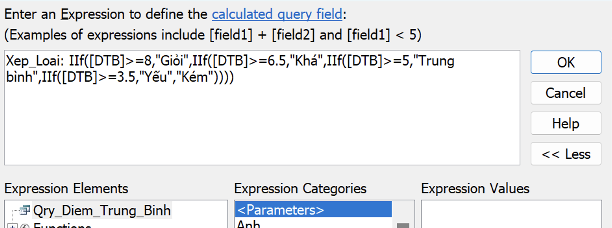 Enter an Expression to define the calculated query field:
(Examples of expressions include [field1] + [field2] and [field1] < 5)
Xep_Loai: IIf([DTB]>=8,"Giỏi",IIf([DTB]>=6.5,"Khá",IIf([DTB]>=5,"Trung
bình",IIf([DTB]>=3.5,"Yếu","Kém"))))
OK
Cancel
Help
<< Less
Expression Elements
Expression Categories
Expression Values
Qry_Diem_Trung_Binh
<Parameters>
Functions
Anh